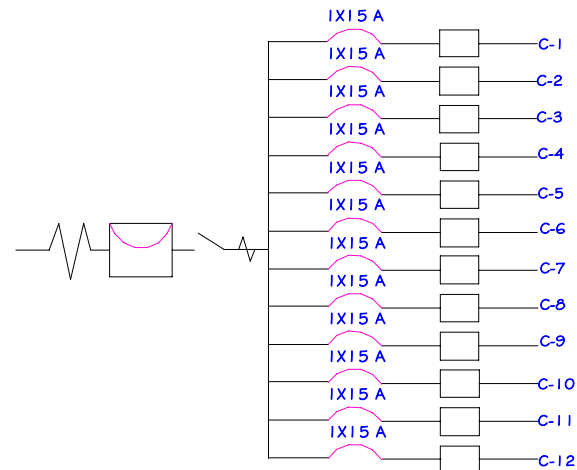 1X15 A
C-1
1X15 A
C-2
1X15 A
C-3
1X15 A
C-4
1X15 A
C-5
1X15 A
C-6
1X15 A
C-7
1X15 A
C-8
1X15 A
C-9
1X15 A
C-10
1X15 A
C-11
1X15 A
C-12